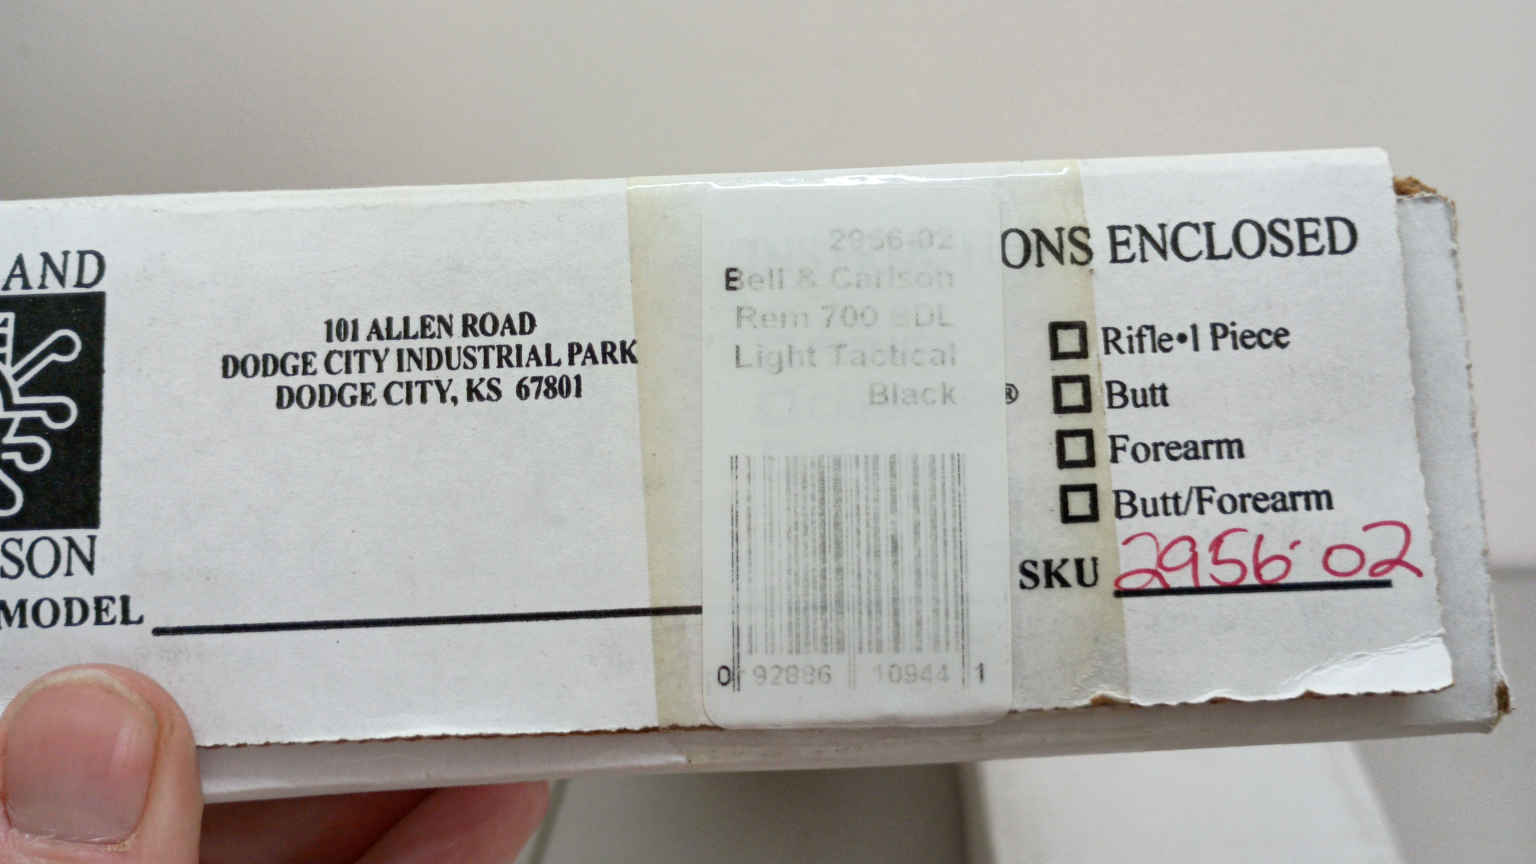 AND
SON
MODEL
101 ALLEN ROAD
DODGE CITY INDUSTRIAL PARK
DODGE CITY, KS 67801
2956-02
Bell & Carlson
Rem 700 BDL
Light Tactical
Black
0 92886 10944 1
ONS ENCLOSED
®
Rifle•1 Piece
Butt
Forearm
Butt/Forearm
SKU 2956-02